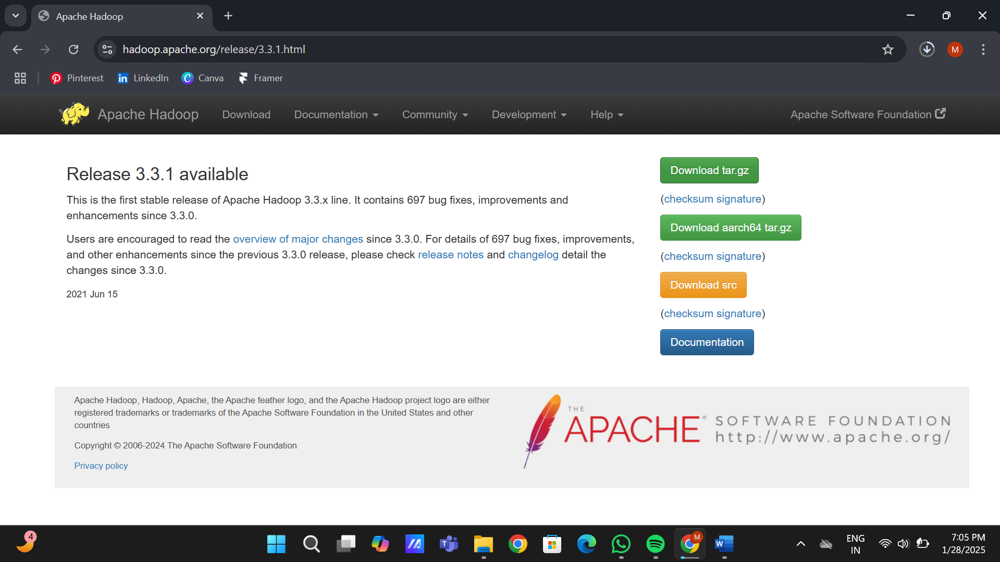 Apache Hadoop
hadoop.apache.org/release/3.3.1.html
M
Pinterest
LinkedIn
Canva
Framer
Apache Hadoop
Download
Documentation
Community
Development
Help
Apache Software Foundation
Release 3.3.1 available
This is the first stable release of Apache Hadoop 3.3.x line. It contains 697 bug fixes, improvements and
enhancements since 3.3.0.
Users are encouraged to read the overview of major changes since 3.3.0. For details of 697 bug fixes, improvements,
and other enhancements since the previous 3.3.0 release, please check release notes and changelog detail the
changes since 3.3.0.
2021 Jun 15
Download tar.gz
(checksum signature)
Download aarch64 tar.gz
(checksum signature)
Download src
(checksum signature)
Documentation
Apache Hadoop, Hadoop, Apache, the Apache feather logo, and the Apache Hadoop project logo are either
registered trademarks or trademarks of the Apache Software Foundation in the United States and other
countries
Copyright © 2006-2024 The Apache Software Foundation
Privacy policy
THE
APACHE® SOFTWARE FOUNDATION
http://www.apache.org/
4
M
ENG
IN
7:05 PM
1/28/2025